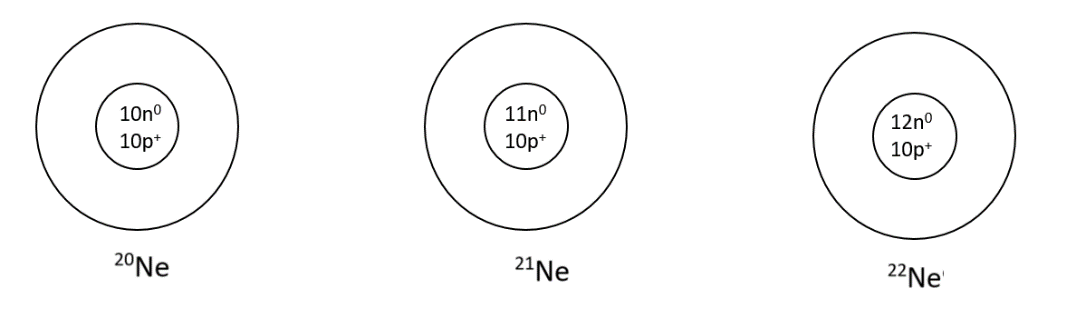 10n⁰
10p⁺
²⁰Ne
11n⁰
10p⁺
²¹Ne
12n⁰
10p⁺
²²Ne